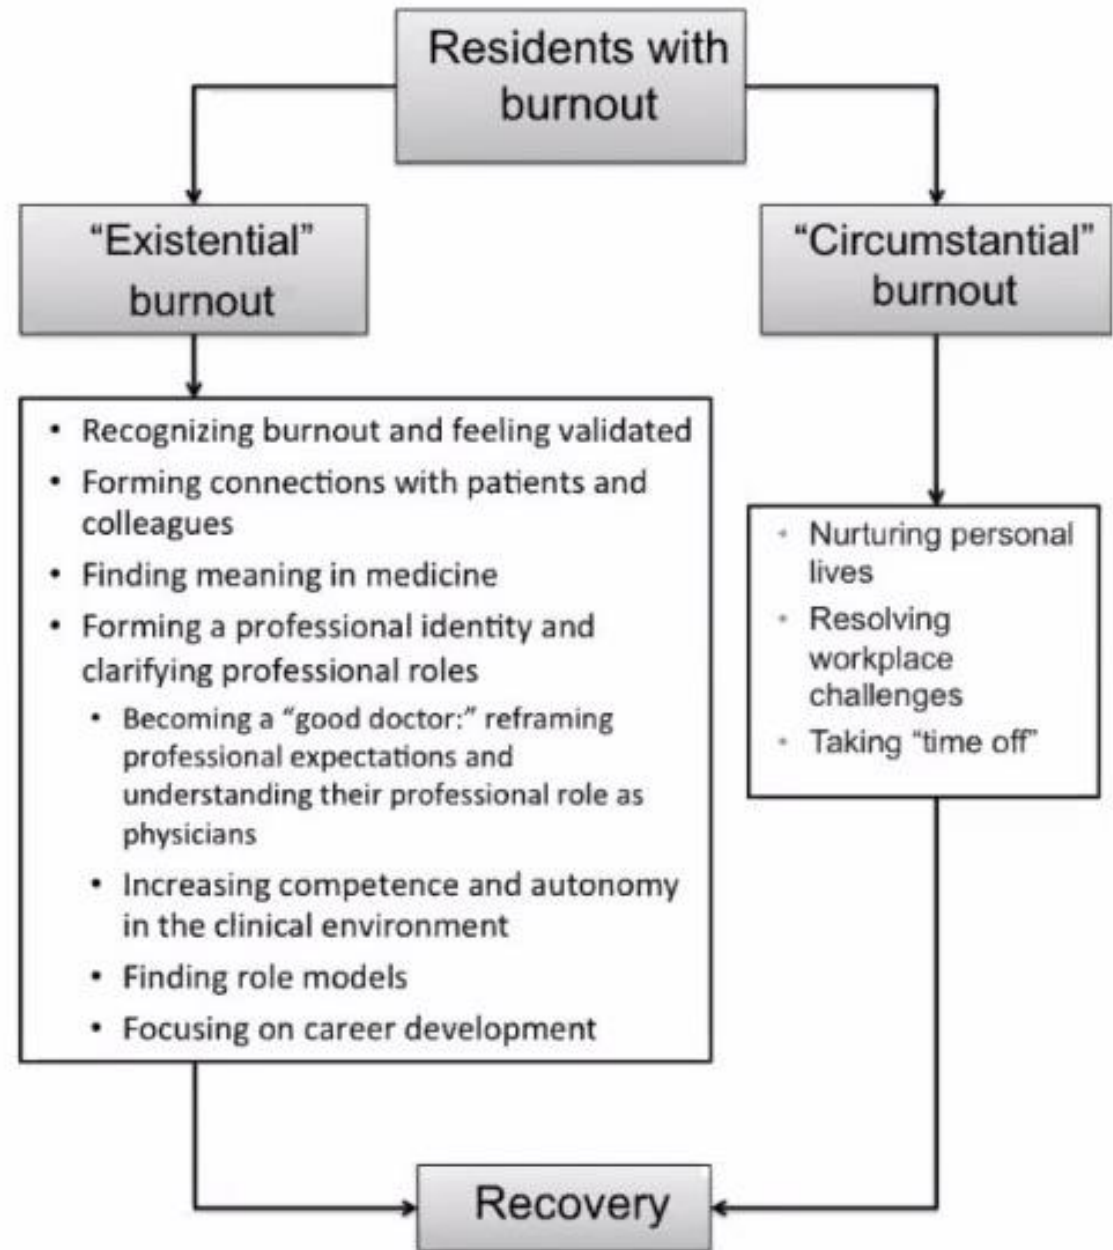 Residents with
burnout
“Existential”
burnout
“Circumstantial”
burnout
• Recognizing burnout and feeling validated
• Forming connections with patients and
colleagues
• Finding meaning in medicine
• Forming a professional identity and
clarifying professional roles
• Becoming a “good doctor:” reframing
professional expectations and
understanding their professional role as
physicians
• Increasing competence and autonomy
in the clinical environment
• Finding role models
• Focusing on career development
• Nurturing personal
lives
• Resolving
workplace
challenges
• Taking “time off”
Recovery